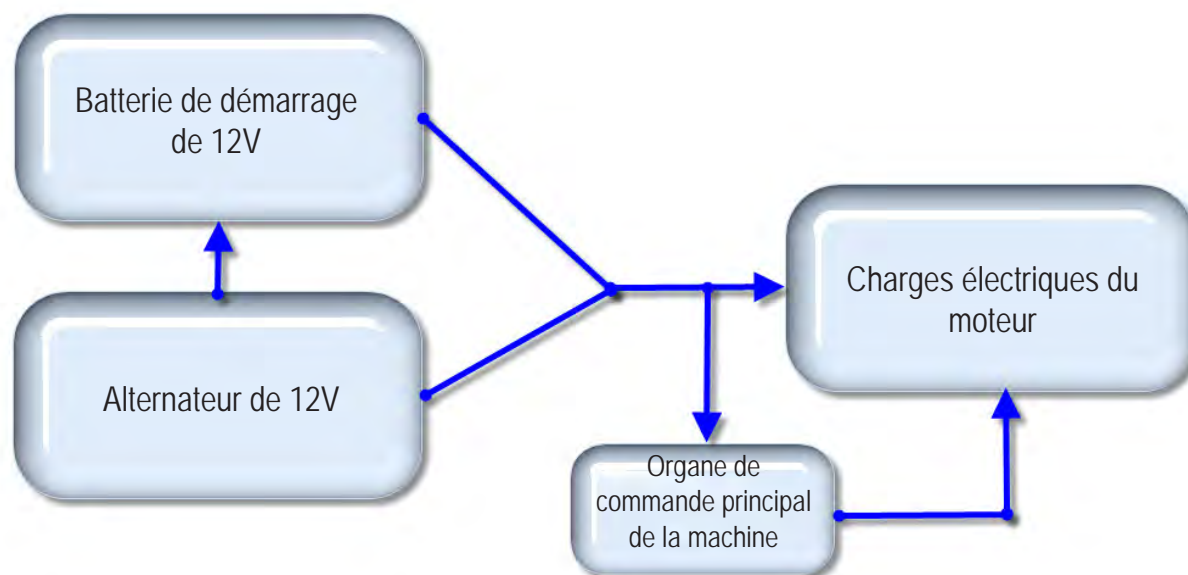 Batterie de démarrage
de 12V
Charges électriques du
moteur
Alternateur de 12V
Organe de
commande principal
de la machine